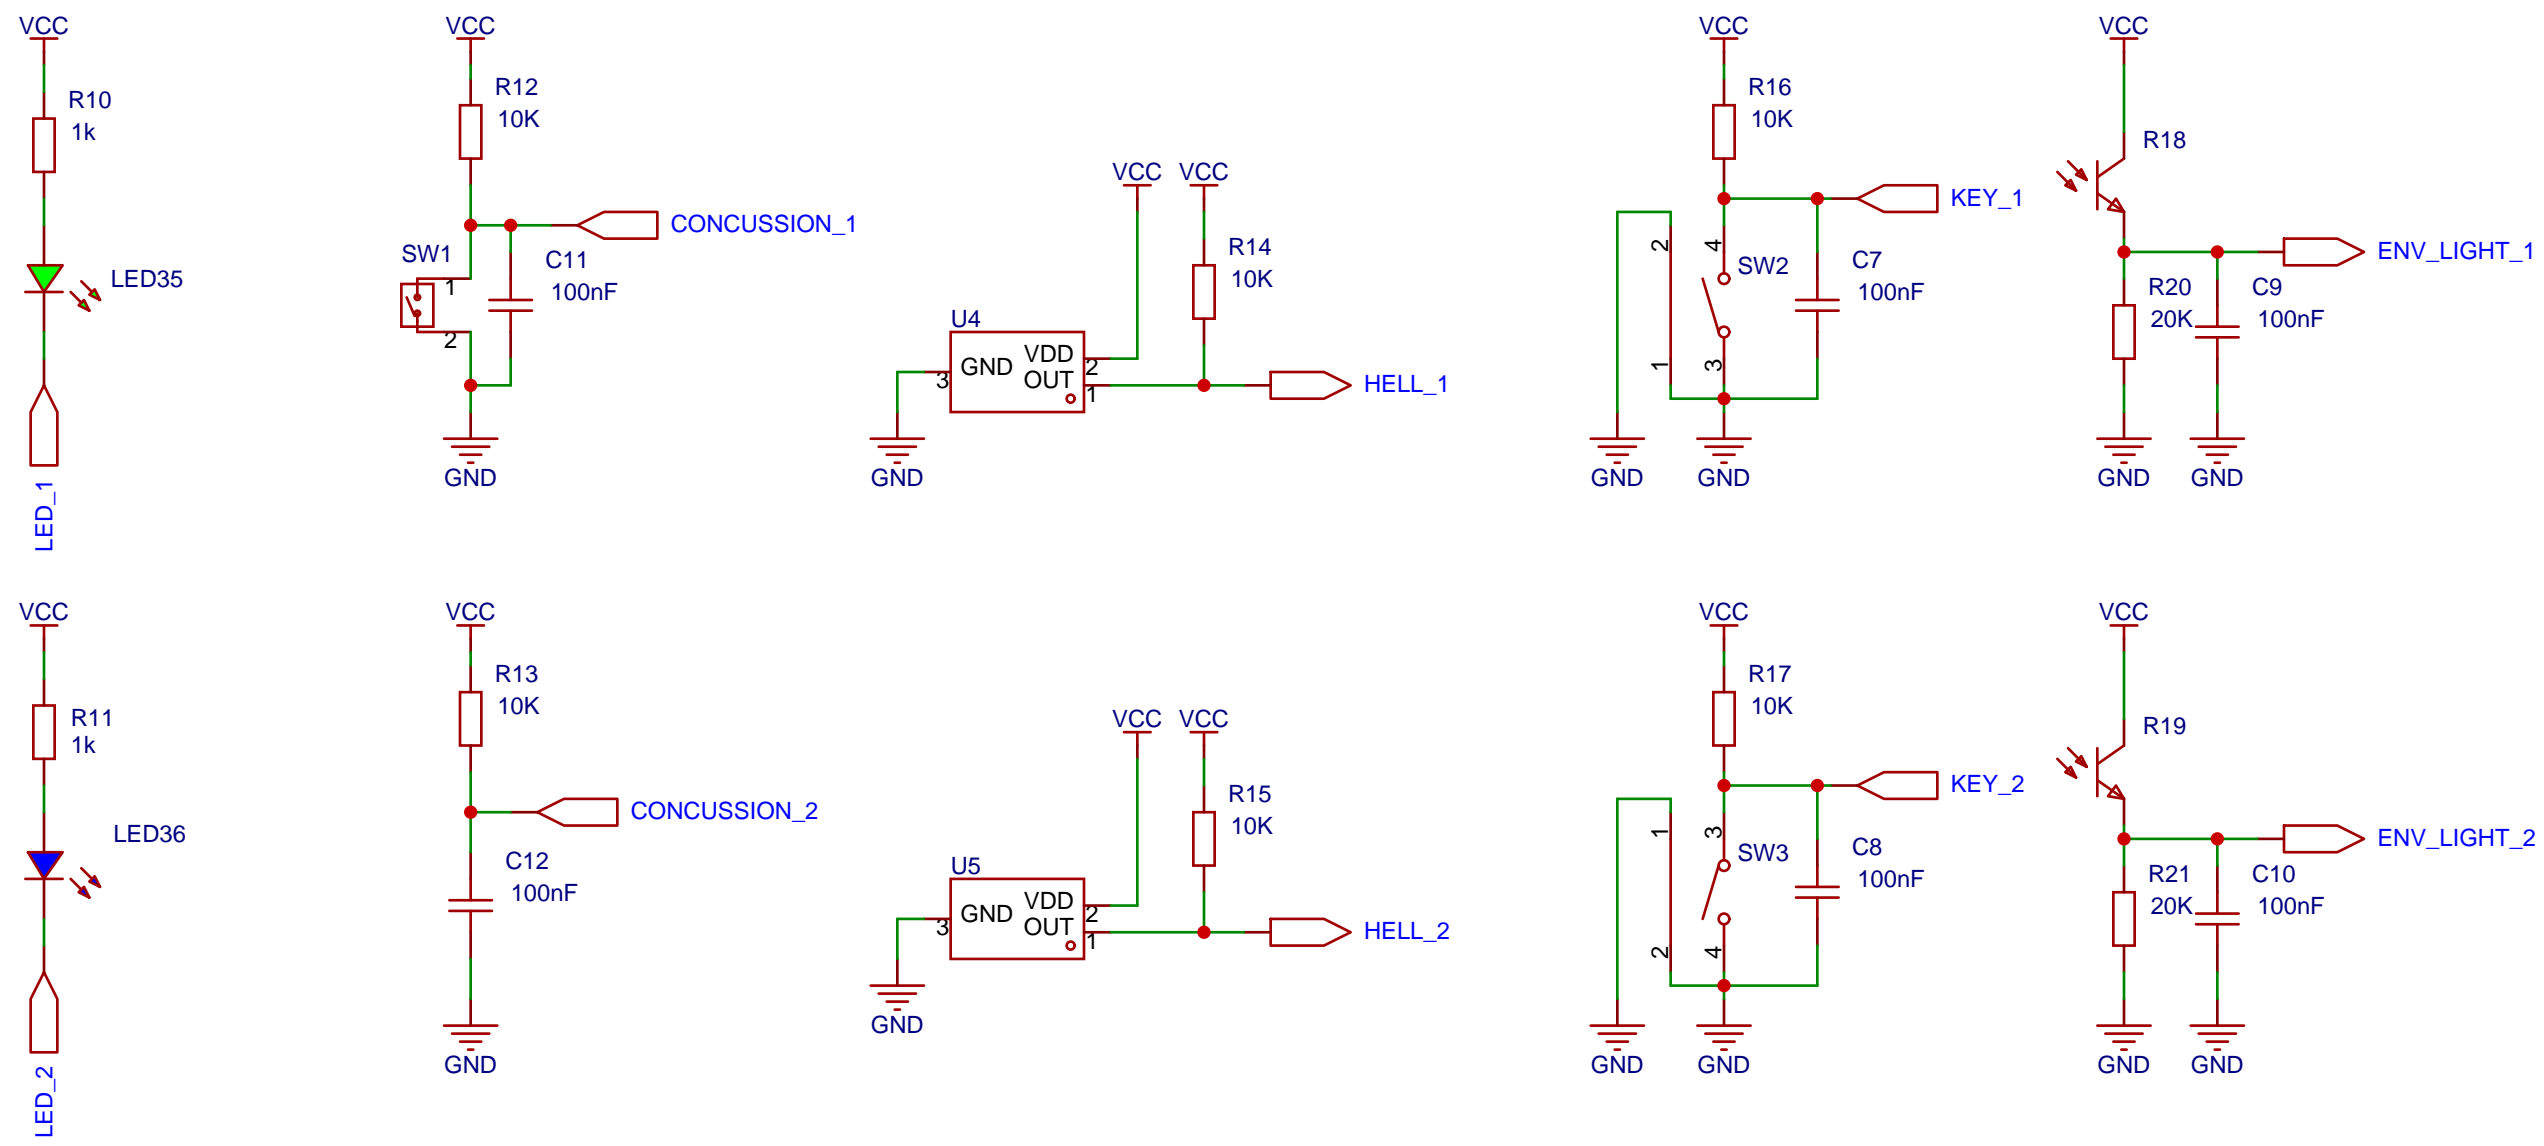 VCC
R10
1k
LED35
LED_1
VCC
R12
10K
CONCUSSION_1
SW1
1
2
C11
100nF
GND
VCC
VCC
R14
10K
U4
GND
VDD
OUT
3
2
1
HELL_1
GND
VCC
R16
10K
KEY_1
2
4
SW2
C7
100nF
1
3
GND
GND
VCC
R18
ENV_LIGHT_1
R20
20K
C9
100nF
GND
GND
VCC
R11
1k
LED36
LED_2
VCC
R13
10K
CONCUSSION_2
C12
100nF
GND
VCC
VCC
R15
10K
U5
GND
VDD
OUT
3
2
1
HELL_2
GND
VCC
R17
10K
KEY_2
1
3
SW3
C8
100nF
2
4
GND
GND
VCC
R19
ENV_LIGHT_2
R21
20K
C10
100nF
GND
GND